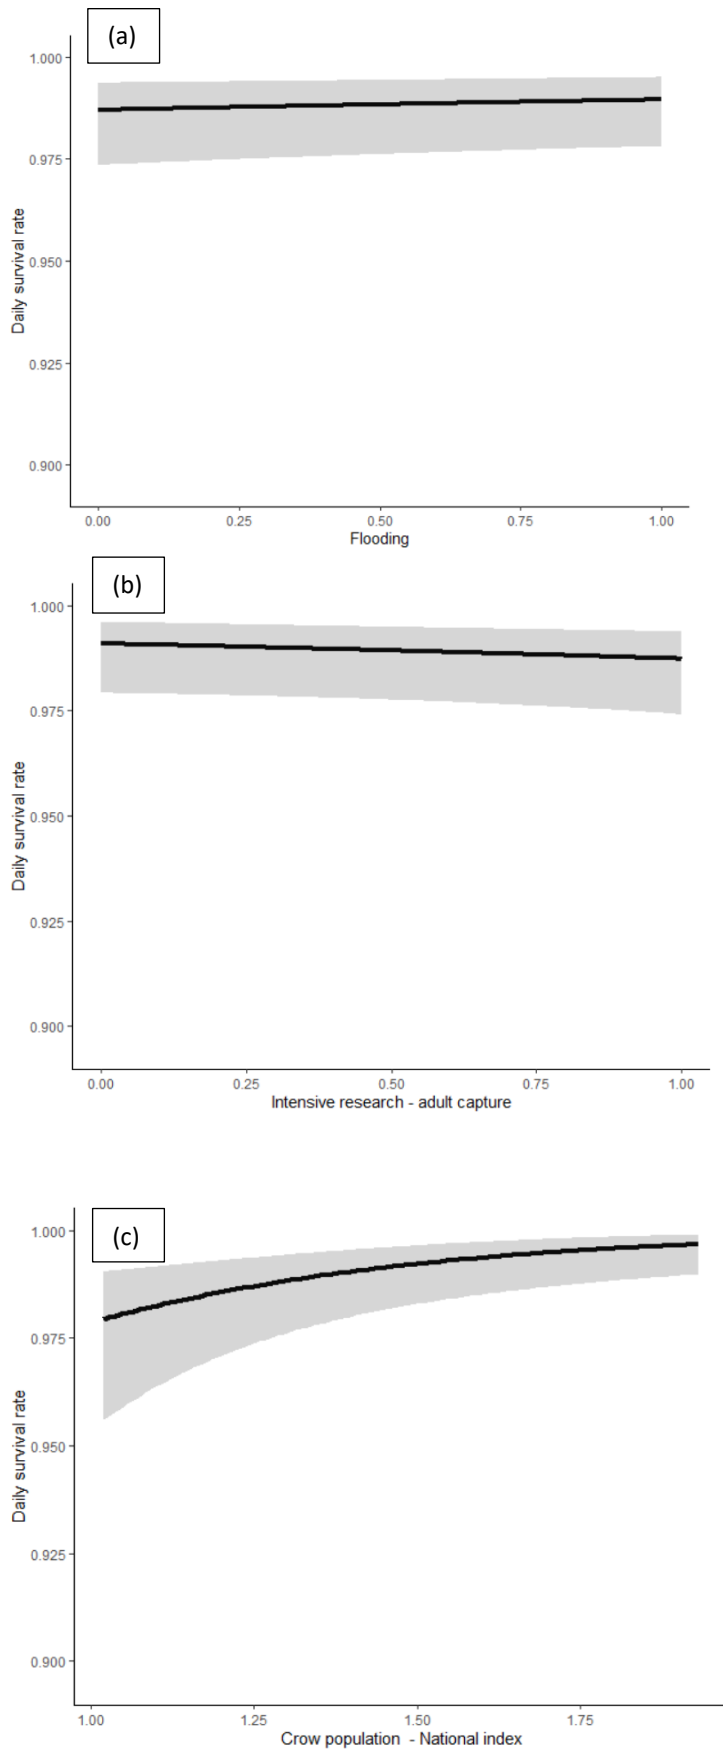 (a)
1.000
0.975
0.950
0.925
0.900
Daily survival rate
0.00 0.25 0.50 0.75 1.00
Flooding
(b)
1.000
0.975
0.950
0.925
0.900
Daily survival rate
0.00 0.25 0.50 0.75 1.00
Intensive research - adult capture
(c)
1.000
0.975
0.950
0.925
0.900
Daily survival rate
1.00 1.25 1.50 1.75
Crow population - National index